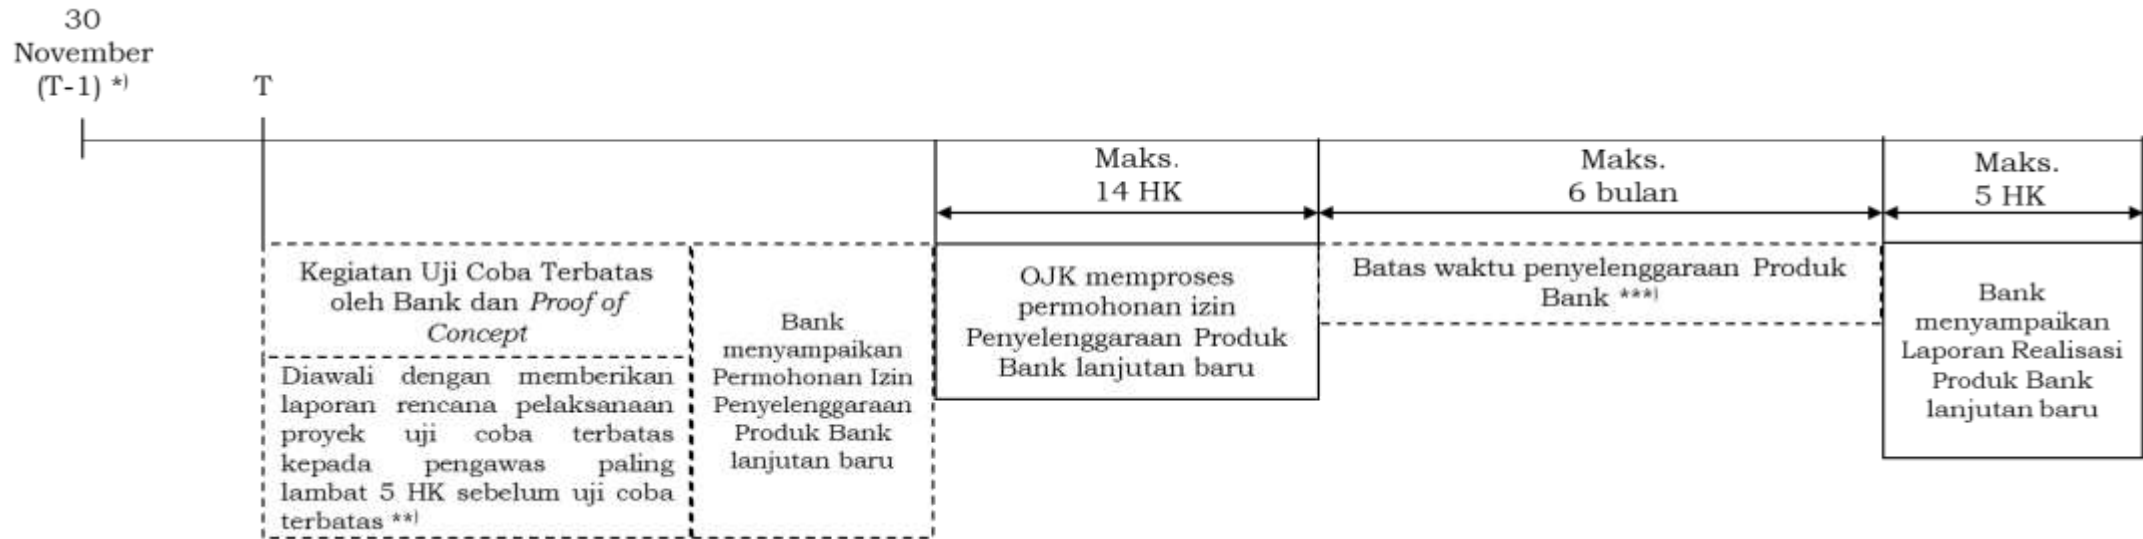 30
November
(T-1) *)
T
Maks.
14 HK
Maks.
6 bulan
Maks.
5 HK
Kegiatan Uji Coba Terbatas
oleh Bank dan Proof of
Concept
Diawali dengan memberikan
laporan rencana pelaksanaan
proyek uji coba terbatas
kepada pengawas paling
lambat 5 HK sebelum uji coba
terbatas **)
Bank
menyampaikan
Permohonan Izin
Penyelenggaraan
Produk Bank
lanjutan baru
OJK memproses
permohonan izin
Penyelenggaraan Produk
Bank lanjutan baru
Batas waktu penyelenggaraan Produk
Bank ***)
Bank
menyampaikan
Laporan Realisasi
Produk Bank
lanjutan baru